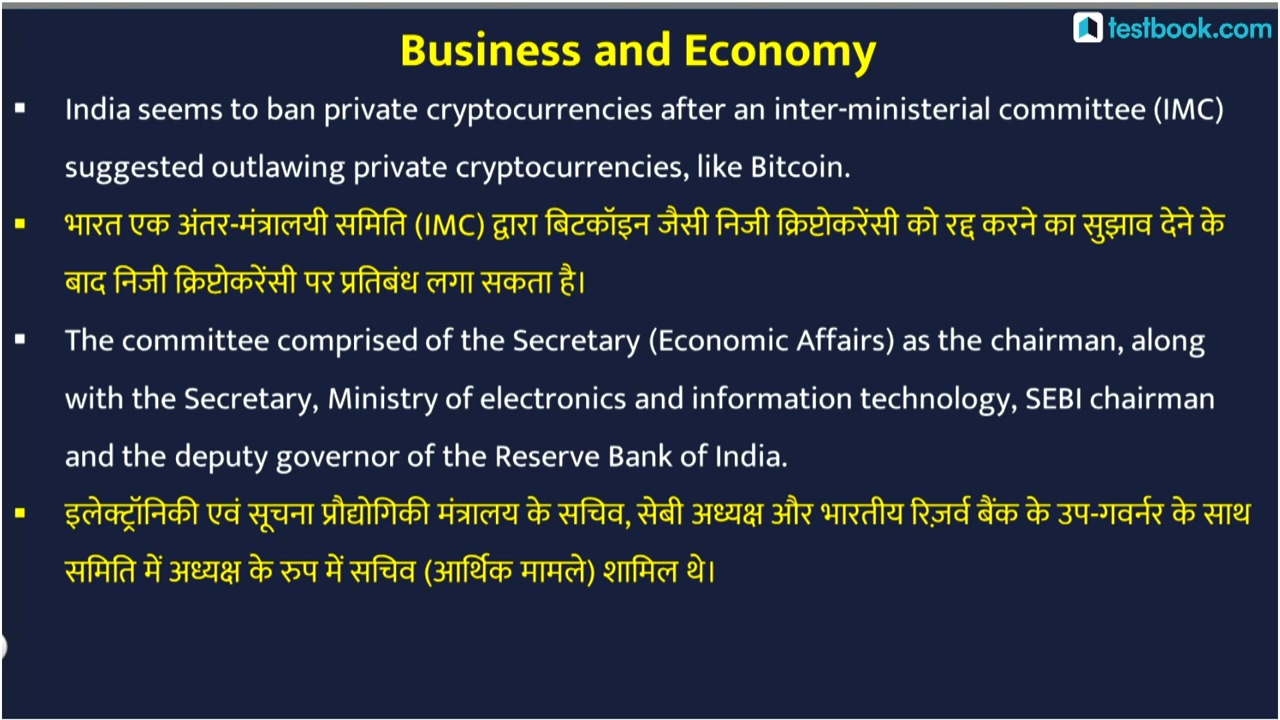 testbook.com
Business and Economy
▪ India seems to ban private cryptocurrencies after an inter-ministerial committee (IMC)
suggested outlawing private cryptocurrencies, like Bitcoin.
▪ भारत एक अंतर-मंत्रालयी समिति (IMC) द्वारा बिटकॉइन जैसी निजी क्रिप्टोकरेंसी को रद्द करने का सुझाव देने के
बाद निजी क्रिप्टोकरेंसी पर प्रतिबंध लगा सकता है।
▪ The committee comprised of the Secretary (Economic Affairs) as the chairman, along
with the Secretary, Ministry of electronics and information technology, SEBI chairman
and the deputy governor of the Reserve Bank of India.
▪ इलेक्ट्रॉनिकी एवं सूचना प्रौद्योगिकी मंत्रालय के सचिव, सेबी अध्यक्ष और भारतीय रिज़र्व बैंक के उप-गवर्नर के साथ
समिति में अध्यक्ष के रुप में सचिव (आर्थिक मामले) शामिल थे।